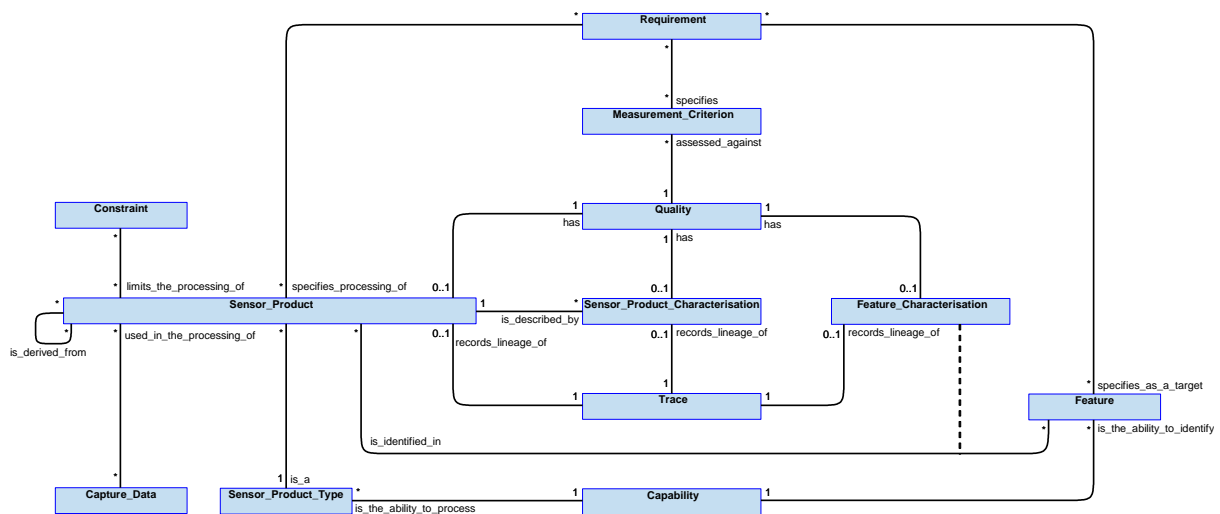 * Requirement *
*
* specifies
Measurement_Criterion
* assessed_against
1
1 Quality 1
has 1 has has
Constraint
*
* limits_the_processing_of * specifies_processing_of 0..1 0..1 0..1
* Sensor_Product 1 * Sensor_Product_Characterisation Feature_Characterisation
is_described_by
* * used_in_the_processing_of * * 0..1 0..1 records_lineage_of 0..1 records_lineage_of
records_lineage_of
is_derived_from
* specifies_as_a_target
1
1 Trace 1 Feature
* * is_the_ability_to_identify
is_identified_in
* 1 is_a
Capture_Data Sensor_Product_Type * 1 Capability 1
is_the_ability_to_process